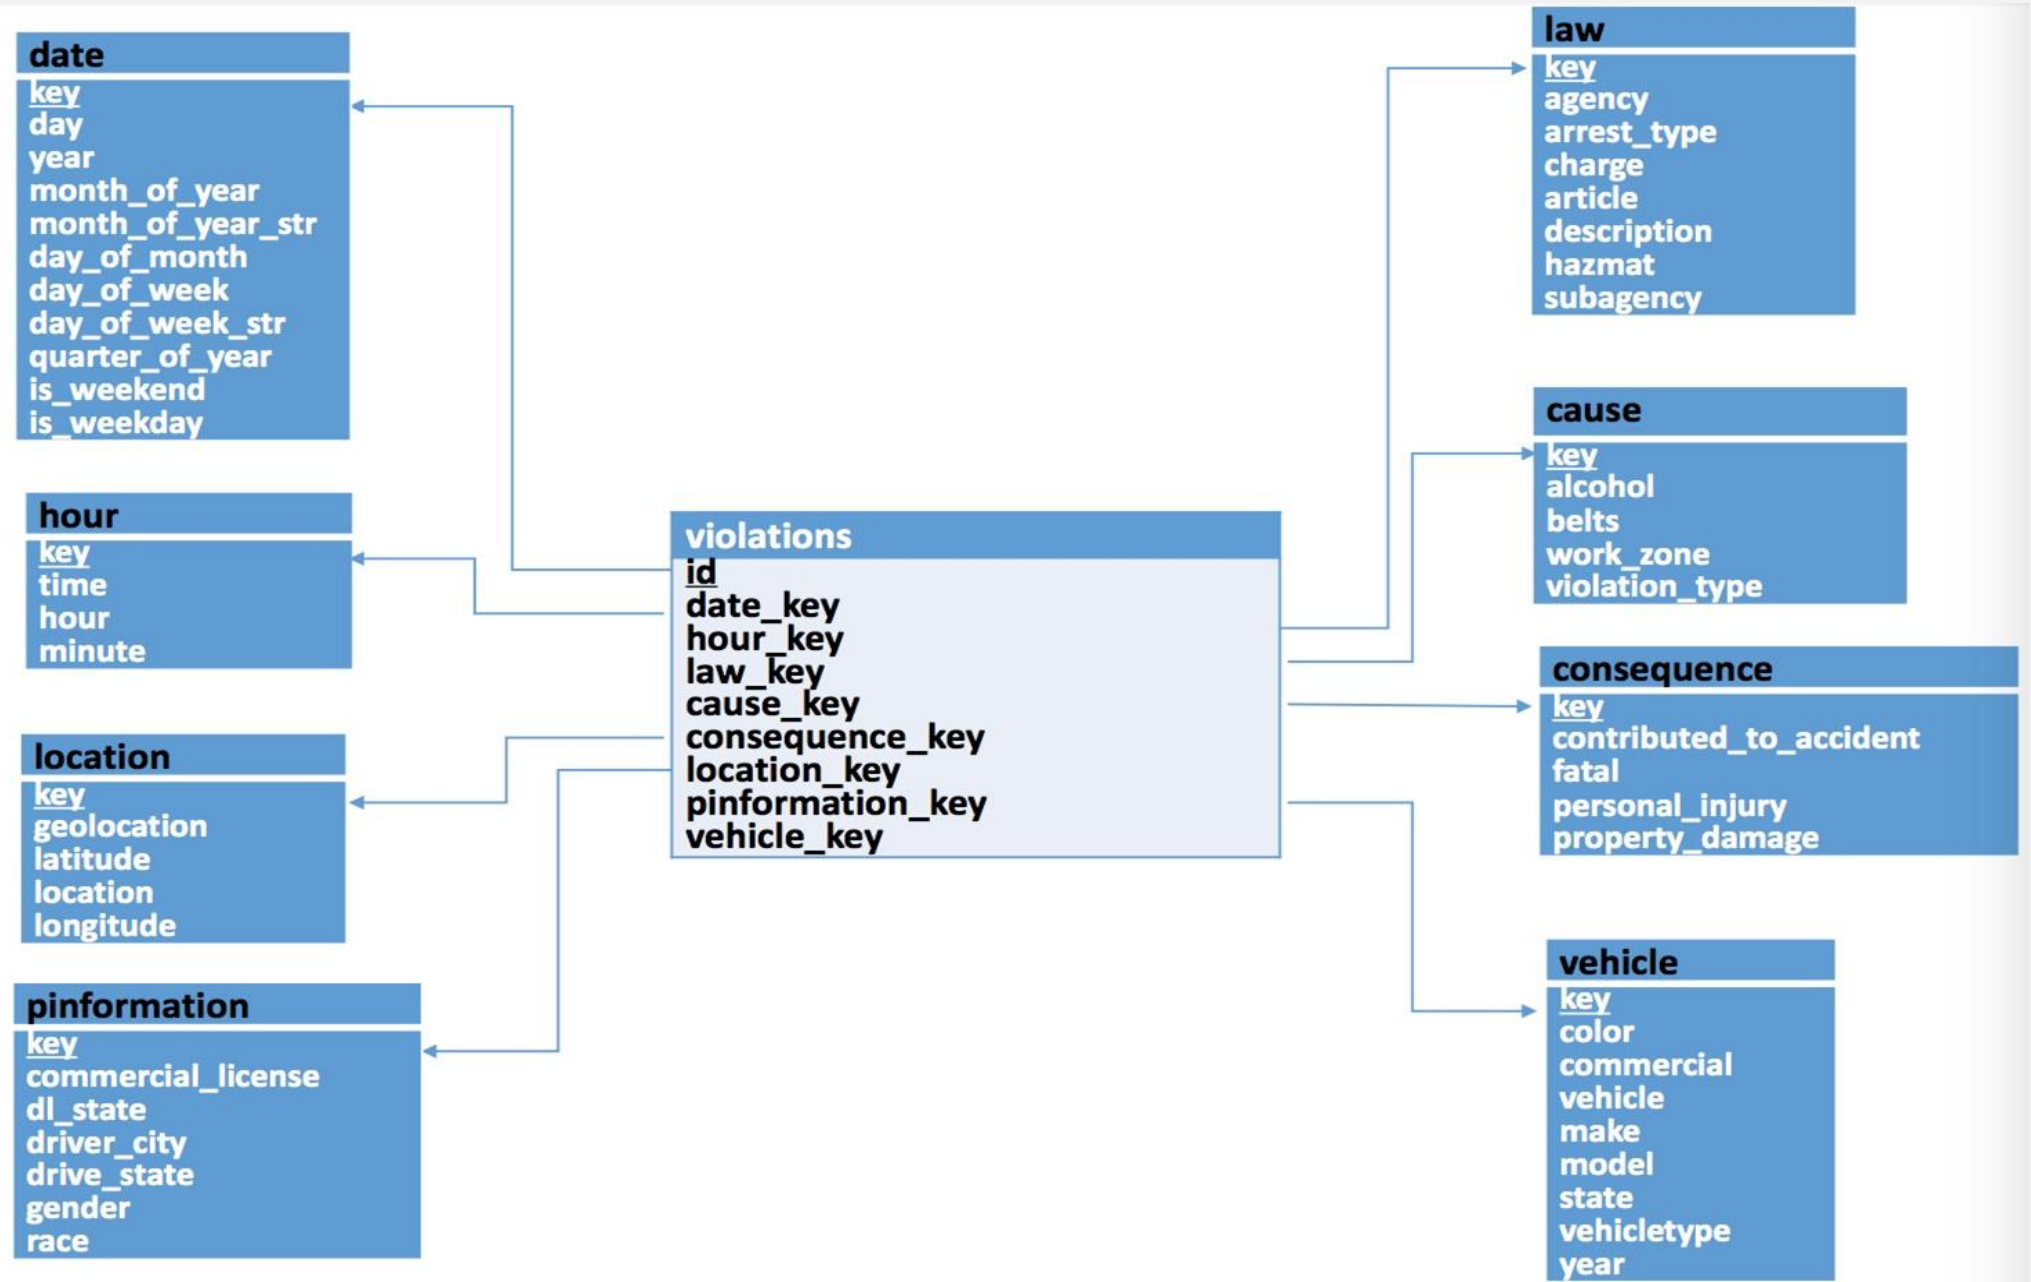 date
key
day
year
month_of_year
month_of_year_str
day_of_month
day_of_week
day_of_week_str
quarter_of_year
is_weekend
is_weekday
hour
key
time
hour
minute
location
key
geolocation
latitude
location
longitude
pinformation
key
commercial_license
dl_state
driver_city
drive_state
gender
race
violations
id
date_key
hour_key
law_key
cause_key
consequence_key
location_key
pinformation_key
vehicle_key
law
key
agency
arrest_type
charge
article
description
hazmat
subagency
cause
key
alcohol
belts
work_zone
violation_type
consequence
key
contributed_to_accident
fatal
personal_injury
property_damage
vehicle
key
color
commercial
vehicle
make
model
state
vehicletype
year